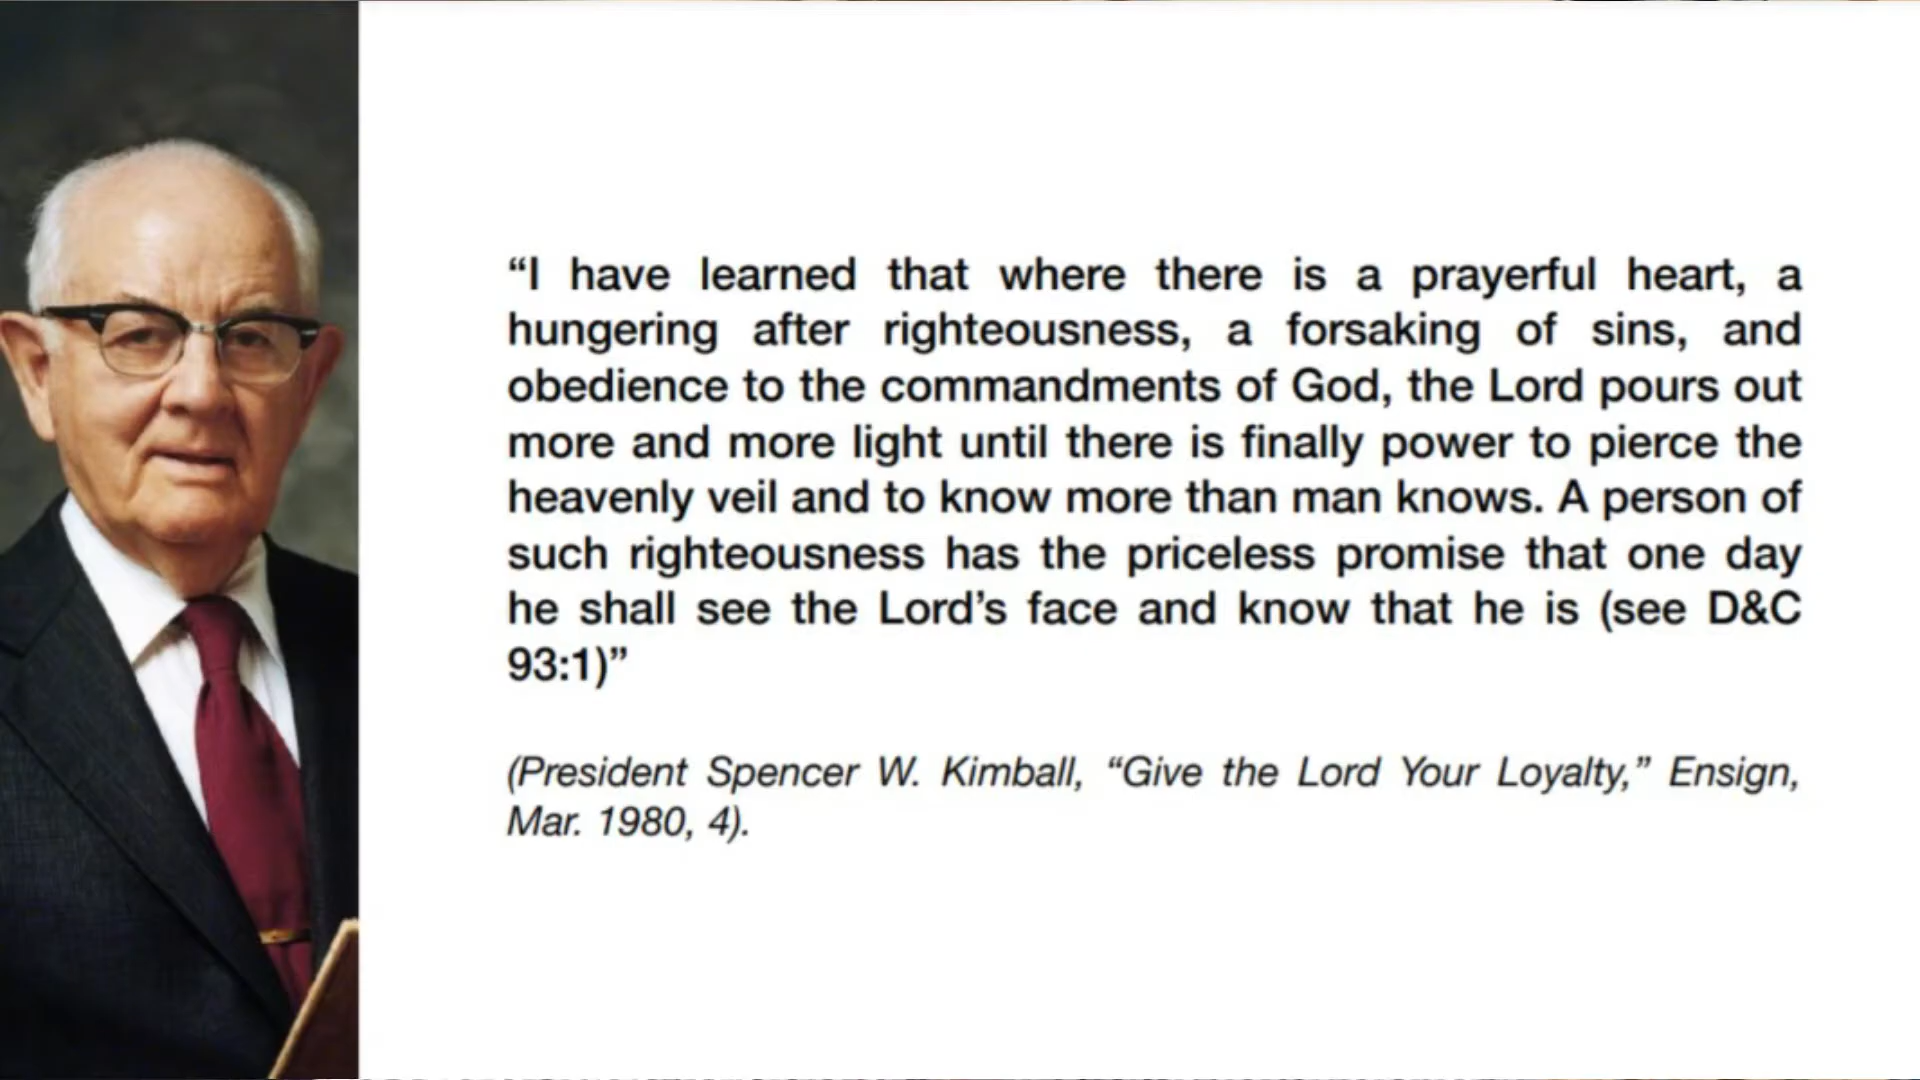 “I have learned that where there is a prayerful heart, a
hungering after righteousness, a forsaking of sins, and
obedience to the commandments of God, the Lord pours out
more and more light until there is finally power to pierce the
heavenly veil and to know more than man knows. A person of
such righteousness has the priceless promise that one day
he shall see the Lord’s face and know that he is (see D&C
93:1)”
(President Spencer W. Kimball, “Give the Lord Your Loyalty,” Ensign,
Mar. 1980, 4).